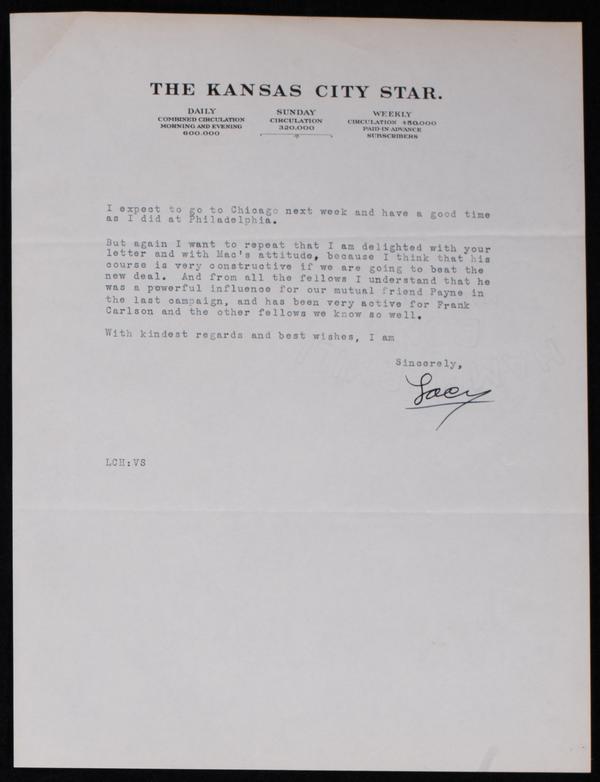 THE KANSAS CITY STAR.
DAILY
COMBINED CIRCULATION
MORNING AND EVENING
600.000
SUNDAY
CIRCULATION
320.000
WEEKLY
CIRCULATION 450.000
PAID-IN-ADVANCE
SUBSCRIBERS
I expect to go to Chicago next week and have a good time
as I did at Philadelphia.
But again I want to repeat that I am delighted with your
letter and with Mac's attitude, because I think that his
course is very constructive if we are going to beat the
new deal. And from all the fellows I understand that he
was a powerful influence for our mutual friend Payne in
the last campaign, and has been very active for Frank
Carlson and the other fellows we know so well.
With kindest regards and best wishes, I am
Sincerely,
Lacy
LCH:VS